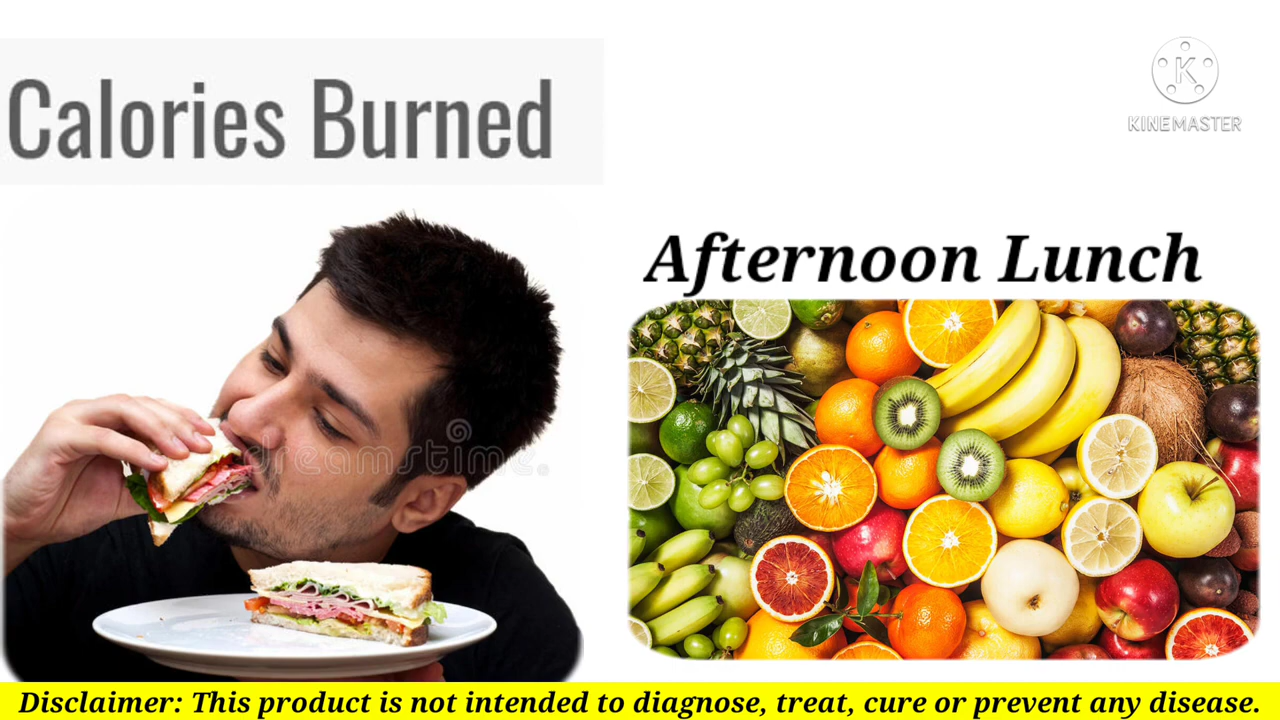 Calories Burned
KINEMASTER
Afternoon Lunch
dreamstime.
Disclaimer: This product is not intended to diagnose, treat, cure or prevent any disease.